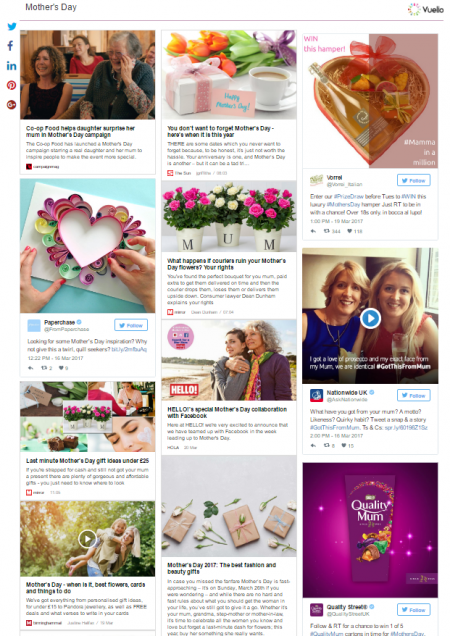 Mother's Day
Vuelio
Co-op Food helps daughter surprise her
mum in Mother's Day campaign
The Co-op Food has launched a Mother's Day
campaign starring a real daughter and her mum to
inspire people to make the event more special.
campaignmag
Paperchase
@FromPaperchase
Follow
Looking for some Mother's Day inspiration? Why
not give this a twirl, quill seekers?
12:22 PM - 16 Mar 2017
Last minute Mother's Day gift ideas under £25
If you're strapped for cash and still not got your mum
a present there are plenty of gorgeous and affordable
gifts - you just need to know where to look
Mother's Day - when is it, best flowers, cards
and things to do
We've got everything from personalised gift ideas,
for under £15 to Pandora jewellery, as well as FREE
deals and what verses to write in your cards
birminghammail
Happy
Mother's Day!
You don't want to forget Mother's Day -
here's when it is this year
THERE are some dates which you never want to
forget because, to be honest, it's just not worth the
hassle. Your anniversary is one, and Mother's Day
is another - but it can be a test in...
The Sun
M U M
What happens if couriers ruin your Mother's
Day flowers? Your rights
You've found the perfect bouquet for you mum, paid
extra to get them delivered on time and then the
courier drops them, loses them or delivers them
upside down. Consumer lawyer Dean Dunham
explains your rights
mirror Dean Dunham
HELLO!
HELLO!'s special Mother's Day collaboration
with Facebook
Here at HELLO! we're very excited to announce that
we have teamed up with Facebook in the week
leading up to Mother's Day.
Mother's Day 2017: The best fashion and
beauty gifts
In case you missed the fanfare Mother's Day is fast-
approaching – it's on Sunday, March 26th if you
were wondering – and while there are no hard and
fast rules about what you should get the woman in
your life, you've still got to give it a go. Whether it's
your mum, grandma, step-mother or mother-in-law,
it's time to celebrate all the women you know and
love but forget a last-minute dash for flowers, this
year buy her something she really wants.
WIN
this hamper!
#Mamma
in a
million
Vorrei
@Vorrei_Italian
Follow
Enter our #PrizeDraw before Tues to #WIN this
luxury #MothersDay hamper Just RT to be in
with a chance! Over 18s only. in bocca al lupo!
1:00 PM - 16 Mar 2017
I got a love of prosecco and my exact face from
my Mum, we are identical #GotThisFromMum
Nationwide UK
@AskNationwide
Follow
What have you got from your mum? A motto?
Likeness? Quirky habit? Tweet a snap & a story
#GotThisFromMum. Ts & Cs:
2:00 PM - 16 Mar 2017
Quality
Mum
Quality Street®
@QualityStreetUK
Follow
Follow & RT for a chance to win 1 of 5
#QualityMum cartons in time for #MothersDay.